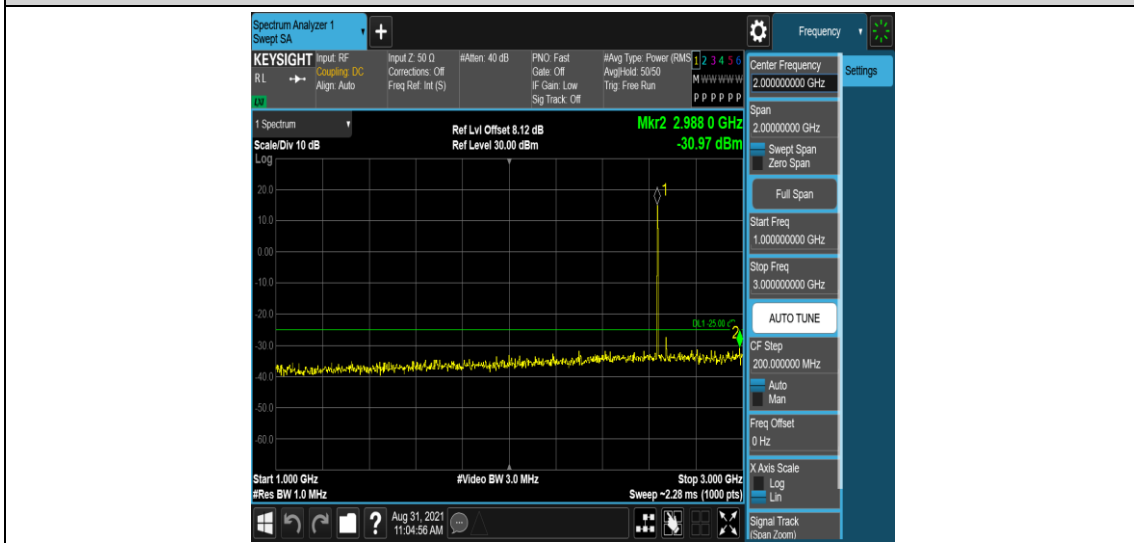 Spectrum Analyzer 1
Swept SA
+
Frequency
KEYSIGHT
RL
Input: RF
Coupling: DC
Align: Auto
Input Z: 50 Ω
Corrections: Off
Freq Ref: Int (S)
#Atten: 40 dB
PNO: Fast
Gate: Off
IF Gain: Low
Sig Track: Off
#Avg Type: Power (RMS
Avg|Hold: 50/50
Trig: Free Run
1 2 3 4 5 6
M W W W W W
P P P P P P
LXI
1 Spectrum
Scale/Div 10 dB
Ref Lvl Offset 8.12 dB
Ref Level 30.00 dBm
Mkr2 2.988 0 GHz
-30.97 dBm
Log
20.0
10.0
0.00
-10.0
-20.0
-30.0
-40.0
-50.0
-60.0
1
DL1 -25.00
2
Start 1.000 GHz
#Res BW 1.0 MHz
#Video BW 3.0 MHz
Stop 3.000 GHz
Sweep ~2.28 ms (1000 pts)
Aug 31, 2021
11:04:56 AM
?
Center Frequency
2.000000000 GHz
Settings
Span
2.00000000 GHz
Swept Span
Zero Span
Full Span
Start Freq
1.000000000 GHz
Stop Freq
3.000000000 GHz
AUTO TUNE
CF Step
200.000000 MHz
Auto
Man
Freq Offset
0 Hz
X Axis Scale
Log
Lin
Signal Track
(Span Zoom)